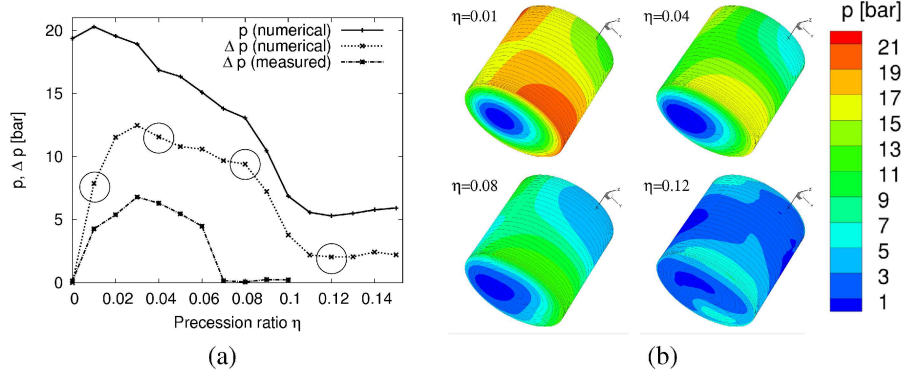 p (numerical)
Δ p (numerical)
Δ p (measured)
p, Δ p [bar]
20
15
10
5
0
0 0.02 0.04 0.06 0.08 0.1 0.12 0.14
Precession ratio η
(a)
η=0.01
η=0.04
η=0.08
η=0.12
(b)
p [bar]
21
19
17
15
13
11
9
7
5
3
1